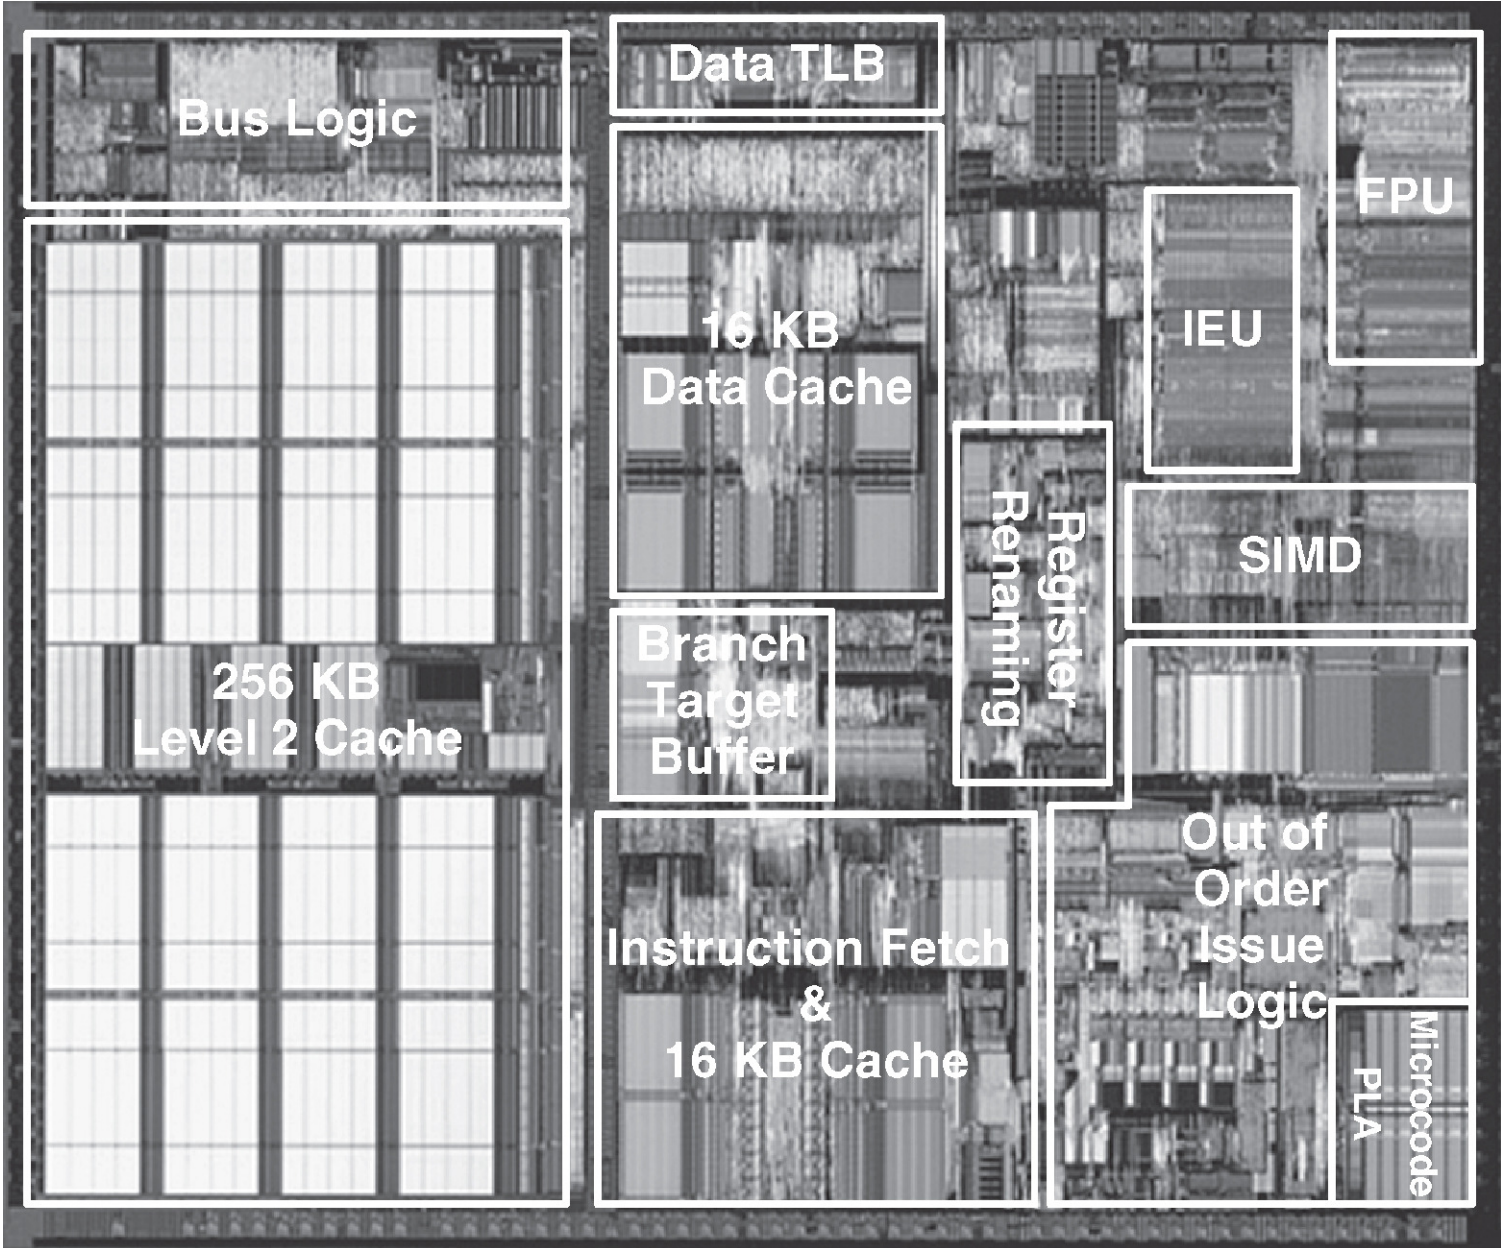 Bus Logic
Data TLB
FPU
16 KB
Data Cache
IEU
Register
Renaming
SIMD
256 KB
Level 2 Cache
Branch
Target
Buffer
Out of
Order
Issue
Logic
Instruction Fetch
&
16 KB Cache
Microcode
PLA